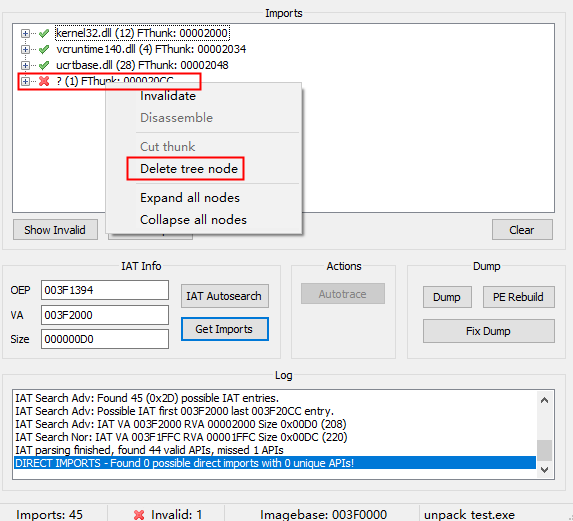 Imports
kernel32.dll (12) FThunk: 00002000
vcruntime140.dll (4) FThunk: 00002034
ucrtbase.dll (28) FThunk: 00002048
? (1) FThunk: 000020CC
Invalidate
Disassemble
Cut thunk
Delete tree node
Expand all nodes
Collapse all nodes
Show Invalid
Clear
IAT Info
OEP 003F1394
VA 003F2000
Size 000000D0
IAT Autosearch
Get Imports
Actions
Autotrace
Dump
Dump PE Rebuild
Fix Dump
Log
IAT Search Adv: Found 45 (0x2D) possible IAT entries.
IAT Search Adv: Possible IAT first 003F2000 last 003F20CC entry.
IAT Search Adv: IAT VA 003F2000 RVA 00002000 Size 0x00D0 (208)
IAT Search Nor: IAT VA 003F1FFC RVA 00001FFC Size 0x00DC (220)
IAT parsing finished, found 44 valid APIs, missed 1 APIs
DIRECT IMPORTS - Found 0 possible direct imports with 0 unique APIs!
Imports: 45 Invalid: 1 Imagebase: 003F0000 unpack test.exe